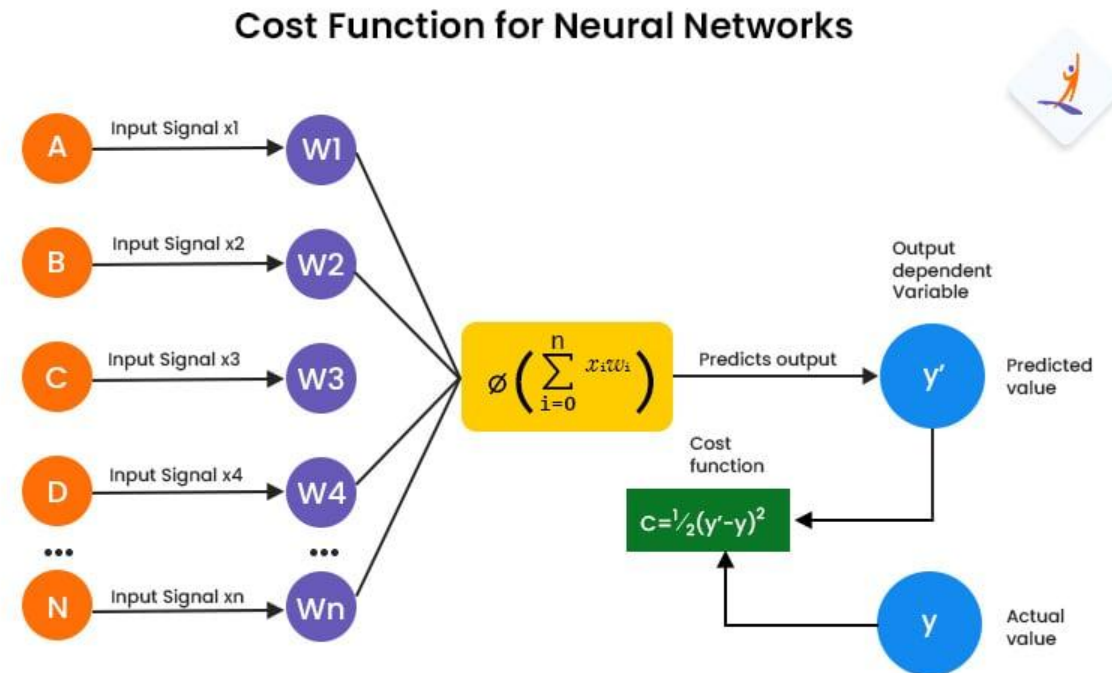 Cost Function for Neural Networks
A
Input Signal x1
W1
B
Input Signal x2
W2
C
Input Signal x3
W3
D
Input Signal x4
W4
...
...
N
Input Signal xn
Wn
ø(∑ xᵢwᵢ)
n
i=0
Predicts output
Output
dependent
Variable
y'
Predicted
value
Cost
function
C=½(y'-y)²
y
Actual
value